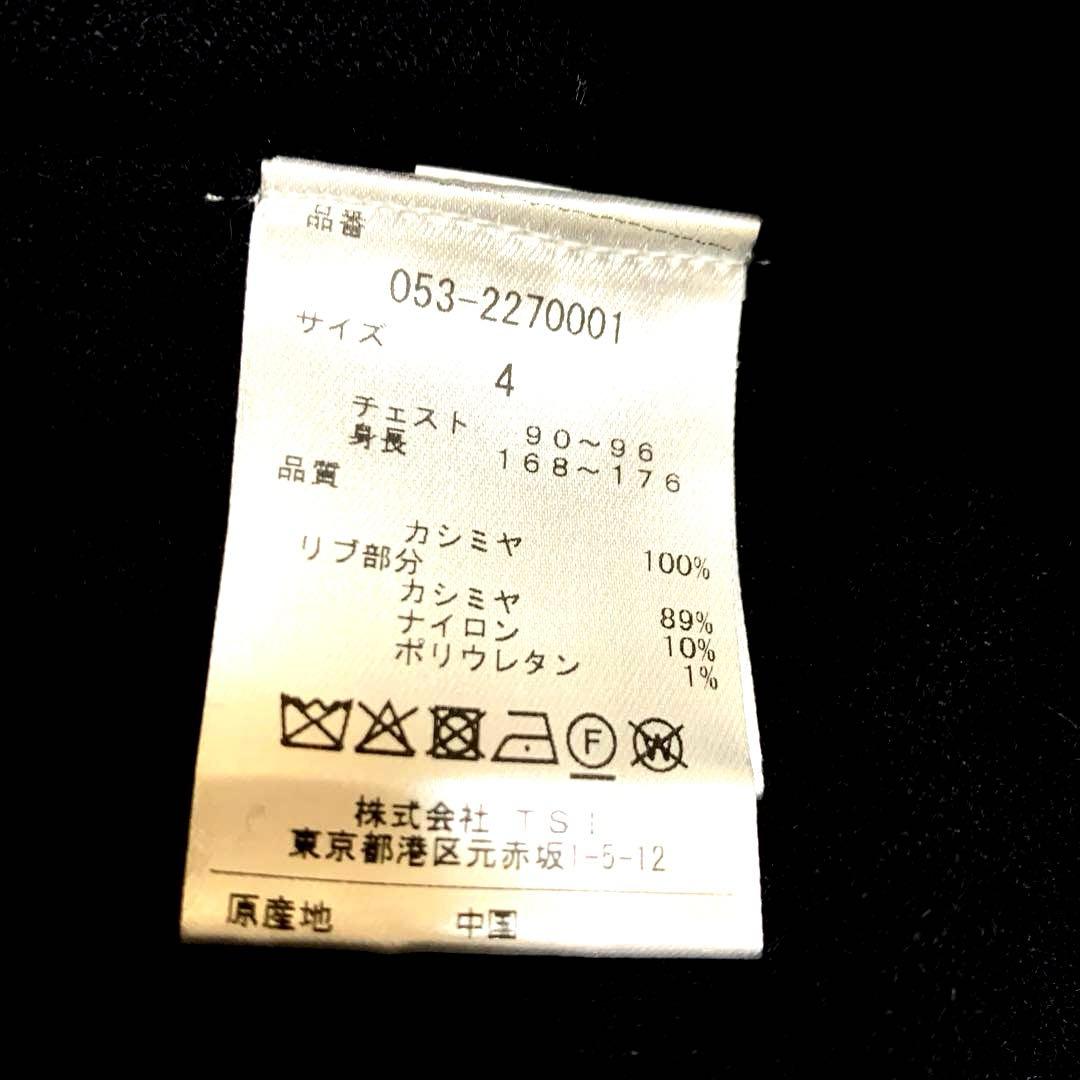 品番
053-2270001
サイズ
4
チェスト 90～96
身長 168～176
品質
カシミヤ 100%
リブ部分
カシミヤ 89%
ナイロン 10%
ポリウレタン 1%
F W
株式会社 TSI
東京都港区元赤坂1-5-12
原産地 中国